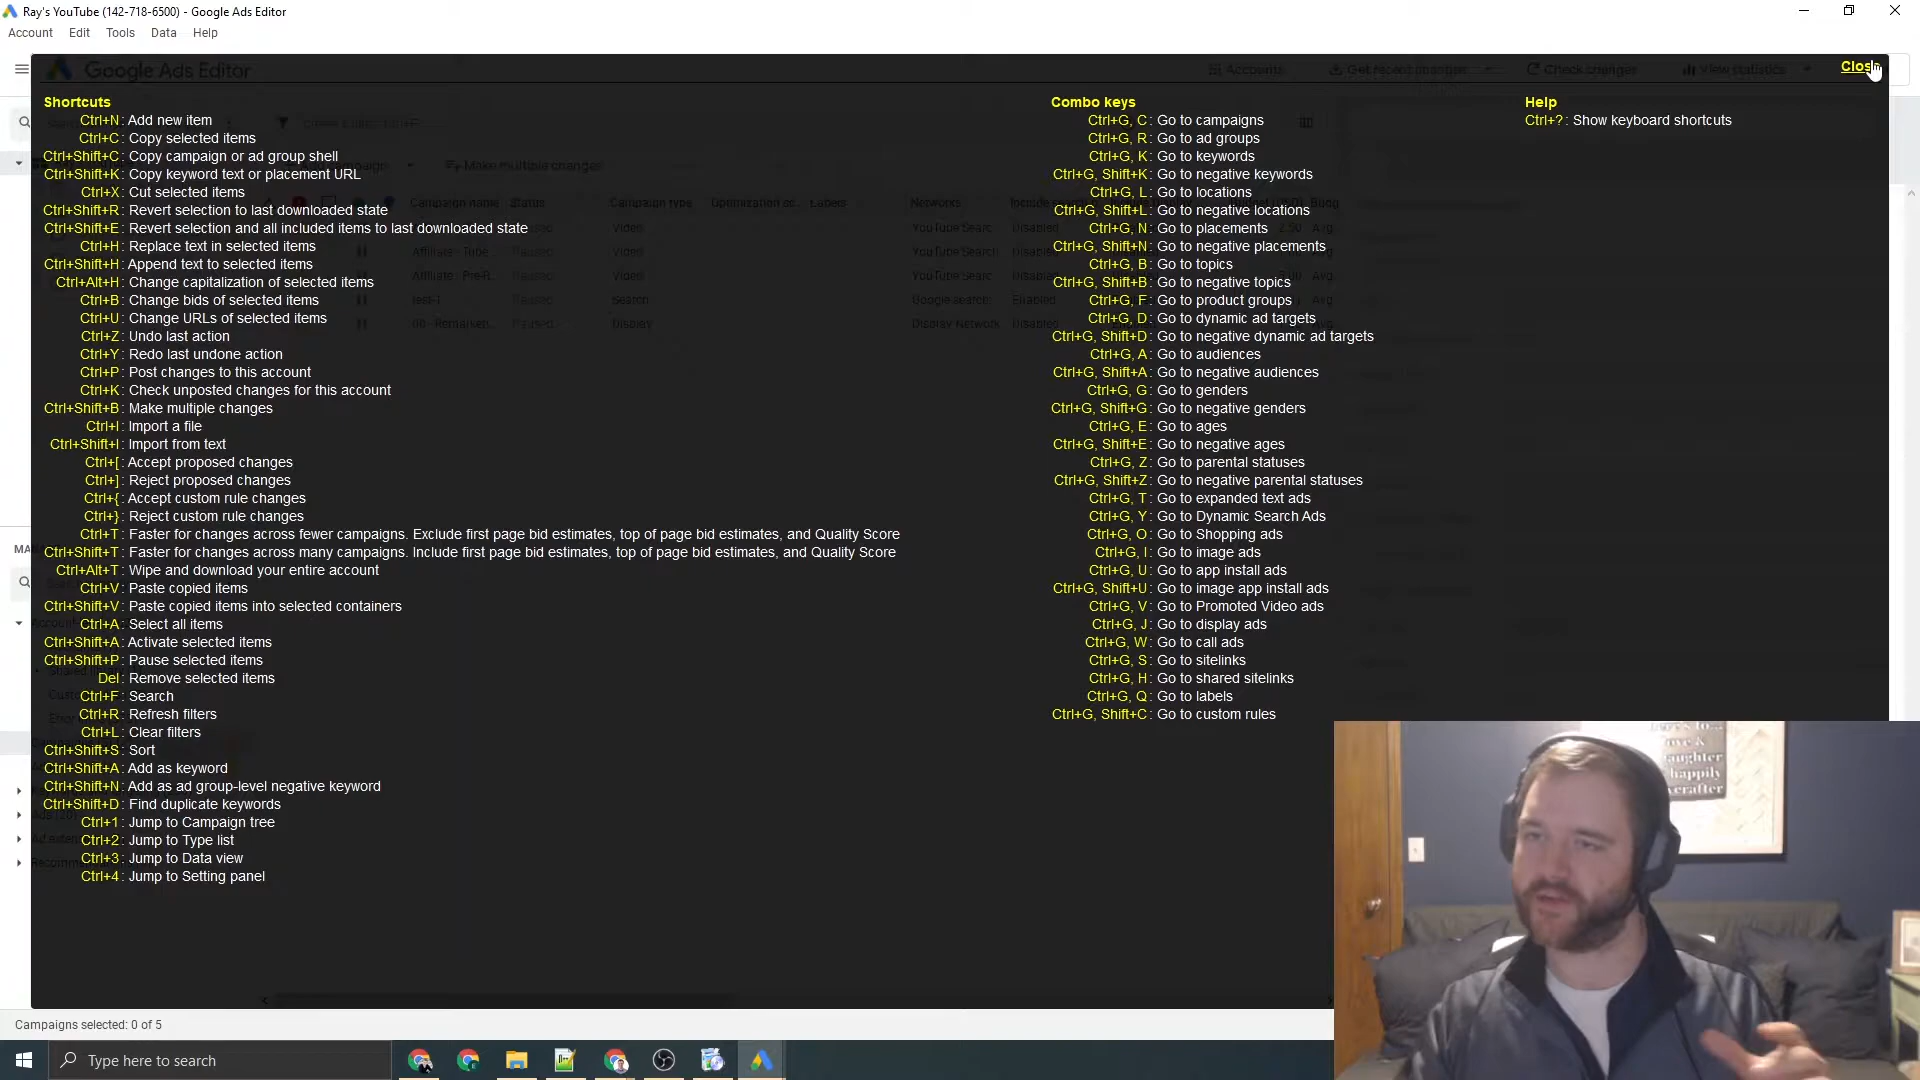 Ray's YouTube (142-718-6500) - Google Ads Editor
Account Edit Tools Data Help
Google Ads Editor
Accounts
Get recent changes
Check changes
View statistics
Close
Shortcuts
Ctrl+N: Add new item
Ctrl+C: Copy selected items
Ctrl+Shift+C: Copy campaign or ad group shell
Ctrl+Shift+K: Copy keyword text or placement URL
Ctrl+X: Cut selected items
Ctrl+Shift+R: Revert selection to last downloaded state
Ctrl+Shift+E: Revert selection and all included items to last downloaded state
Ctrl+H: Replace text in selected items
Ctrl+Shift+H: Append text to selected items
Ctrl+Alt+H: Change capitalization of selected items
Ctrl+B: Change bids of selected items
Ctrl+U: Change URLs of selected items
Ctrl+Z: Undo last action
Ctrl+Y: Redo last undone action
Ctrl+P: Post changes to this account
Ctrl+K: Check unposted changes for this account
Ctrl+Shift+B: Make multiple changes
Ctrl+I: Import a file
Ctrl+Shift+I: Import from text
Ctrl+[: Accept proposed changes
Ctrl+]: Reject proposed changes
Ctrl+{: Accept custom rule changes
Ctrl+}: Reject custom rule changes
Ctrl+T: Faster for changes across fewer campaigns. Exclude first page bid estimates, top of page bid estimates, and Quality Score
Ctrl+Shift+T: Faster for changes across many campaigns. Include first page bid estimates, top of page bid estimates, and Quality Score
Ctrl+Alt+T: Wipe and download your entire account
Ctrl+V: Paste copied items
Ctrl+Shift+V: Paste copied items into selected containers
Ctrl+A: Select all items
Ctrl+Shift+A: Activate selected items
Ctrl+Shift+P: Pause selected items
Del: Remove selected items
Ctrl+F: Search
Ctrl+R: Refresh filters
Ctrl+L: Clear filters
Ctrl+Shift+S: Sort
Ctrl+Shift+A: Add as keyword
Ctrl+Shift+N: Add as ad group-level negative keyword
Ctrl+Shift+D: Find duplicate keywords
Ctrl+1: Jump to Campaign tree
Ctrl+2: Jump to Type list
Ctrl+3: Jump to Data view
Ctrl+4: Jump to Setting panel
Combo keys
Ctrl+G, C: Go to campaigns
Ctrl+G, R: Go to ad groups
Ctrl+G, K: Go to keywords
Ctrl+G, Shift+K: Go to negative keywords
Ctrl+G, L: Go to locations
Ctrl+G, Shift+L: Go to negative locations
Ctrl+G, N: Go to placements
Ctrl+G, Shift+N: Go to negative placements
Ctrl+G, B: Go to topics
Ctrl+G, Shift+B: Go to negative topics
Ctrl+G, F: Go to product groups
Ctrl+G, D: Go to dynamic ad targets
Ctrl+G, Shift+D: Go to negative dynamic ad targets
Ctrl+G, A: Go to audiences
Ctrl+G, Shift+A: Go to negative audiences
Ctrl+G, G: Go to genders
Ctrl+G, Shift+G: Go to negative genders
Ctrl+G, E: Go to ages
Ctrl+G, Shift+E: Go to negative ages
Ctrl+G, Z: Go to parental statuses
Ctrl+G, Shift+Z: Go to negative parental statuses
Ctrl+G, T: Go to expanded text ads
Ctrl+G, Y: Go to Dynamic Search Ads
Ctrl+G, O: Go to Shopping ads
Ctrl+G, I: Go to image ads
Ctrl+G, U: Go to app install ads
Ctrl+G, Shift+U: Go to image app install ads
Ctrl+G, V: Go to Promoted Video ads
Ctrl+G, J: Go to display ads
Ctrl+G, W: Go to call ads
Ctrl+G, S: Go to sitelinks
Ctrl+G, H: Go to shared sitelinks
Ctrl+G, Q: Go to labels
Ctrl+G, Shift+C: Go to custom rules
Help
Ctrl+?: Show keyboard shortcuts
Make multiple changes
Campaign name Status Campaign type Labels Networks
Campaigns selected: 0 of 5
Type here to search